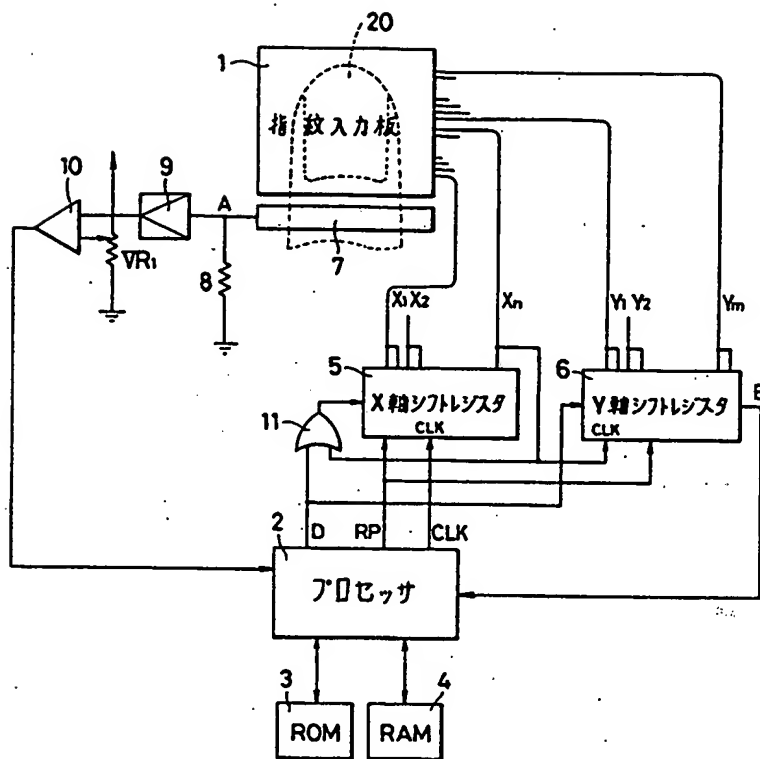 20
1
指紋入力板
10
9
A
VR1
8
7
X1 X2
Xn
Y1 Y2
Ym
5
X軸シフトレジスタ
CLK
6
Y軸シフトレジスタ
CLK
E
11
D
RP
CLK
2
プロセッサ
3
ROM
4
RAM